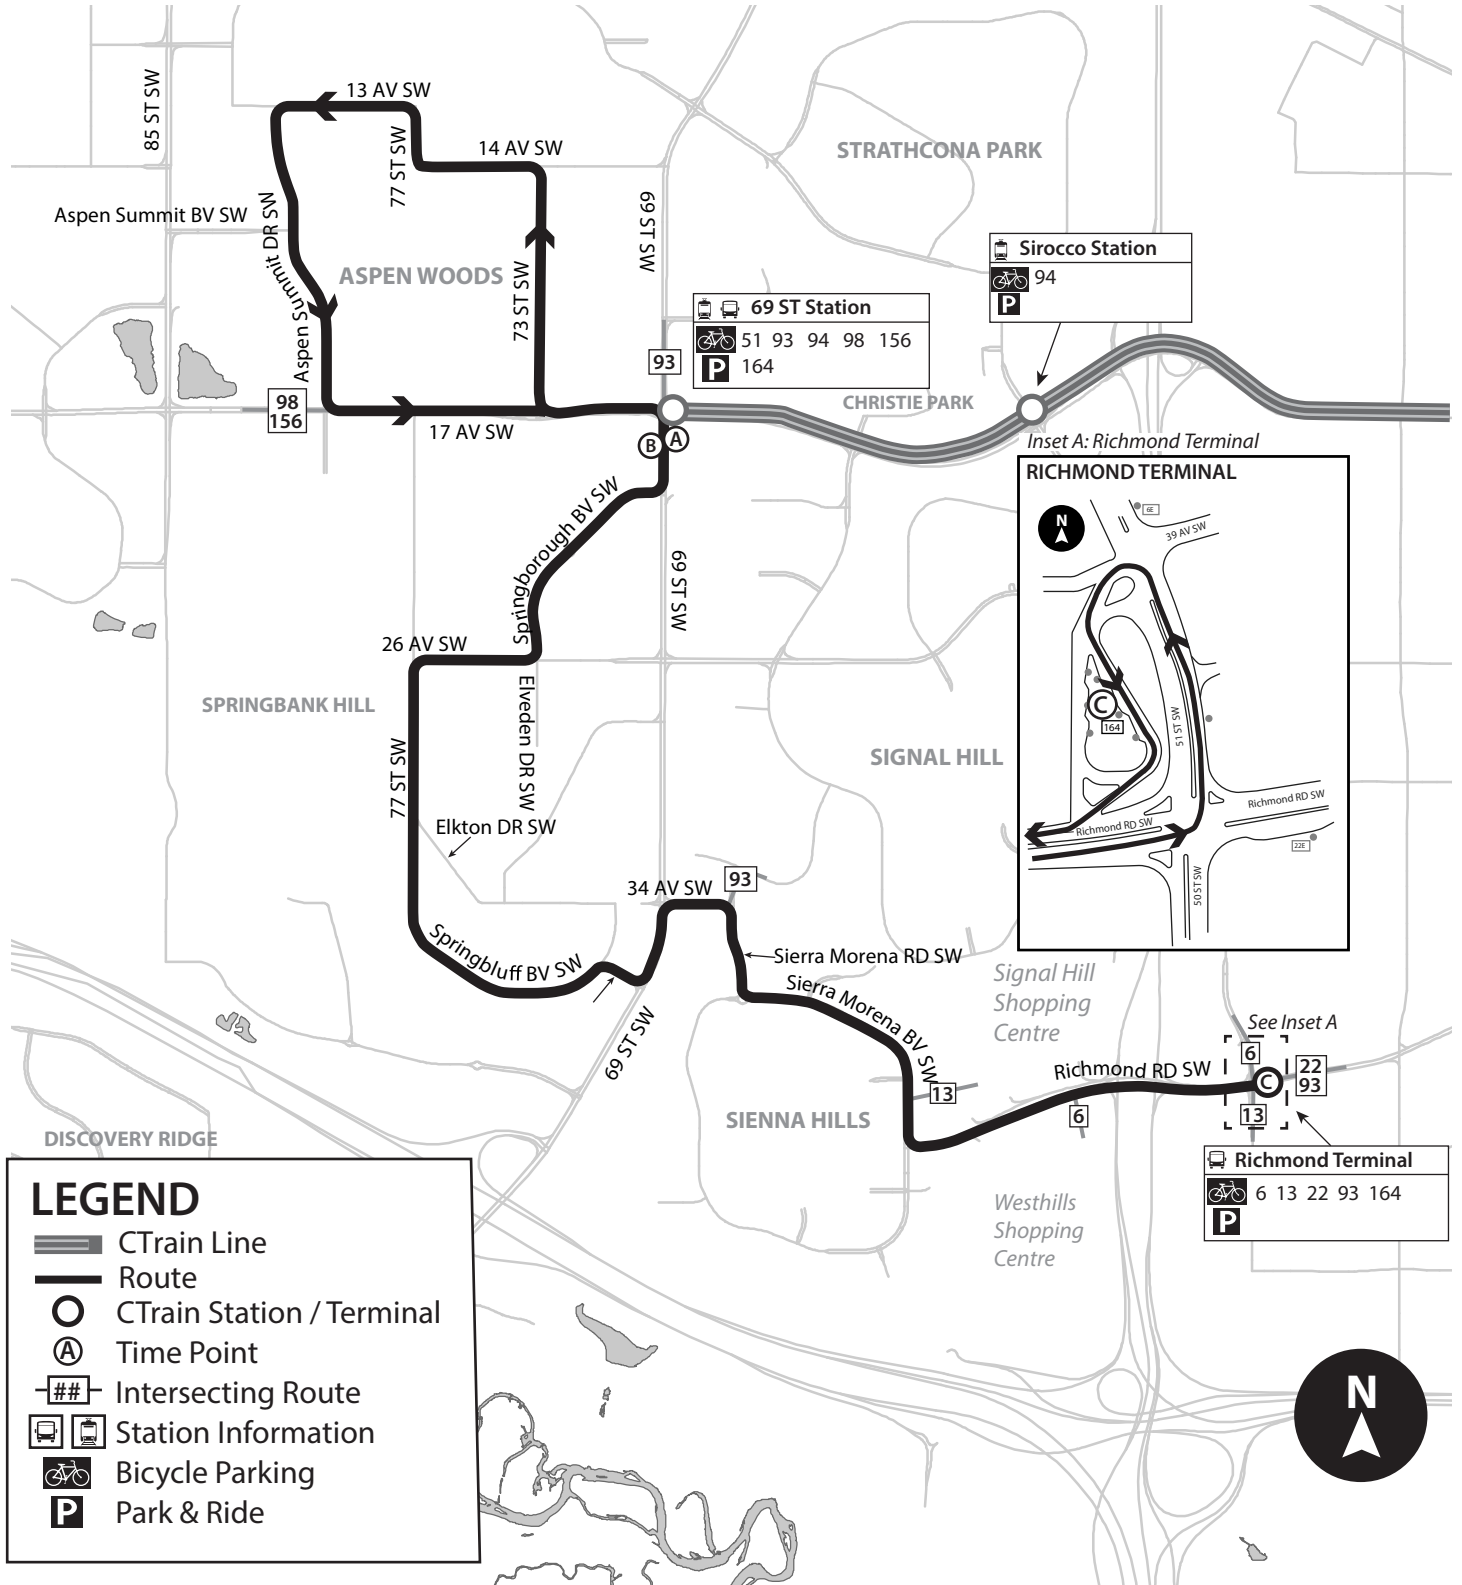 13 AV SW
85 ST SW
77 ST SW
14 AV SW
STRATHCONA PARK
Aspen Summit BV SW
Aspen Summit DR SW
69 ST SW
ASPEN WOODS
73 ST SW
Sirocco Station
94
P
69 ST Station
51 93 94 98 156
P 164
93
98
156
17 AV SW
CHRISTIE PARK
B
A
Springborough BV SW
69 ST SW
26 AV SW
Elveden DR SW
SPRINGBANK HILL
77 ST SW
SIGNAL HILL
Elkton DR SW
34 AV SW
93
Springbluff BV SW
Sierra Morena RD SW
Sierra Morena BV SW
69 ST SW
Inset A: Richmond Terminal
RICHMOND TERMINAL
N
6E
39 AV SW
C
164
51 ST SW
Richmond RD SW
Richmond RD SW
22E
50 ST SW
Signal Hill
Shopping
Centre
See Inset A
6
Richmond RD SW
C
22
93
13
13
6
SIENNA HILLS
Richmond Terminal
6 13 22 93 164
P
Westhills
Shopping
Centre
DISCOVERY RIDGE
LEGEND
CTrain Line
Route
CTrain Station / Terminal
A Time Point
## Intersecting Route
Station Information
Bicycle Parking
P Park & Ride
N